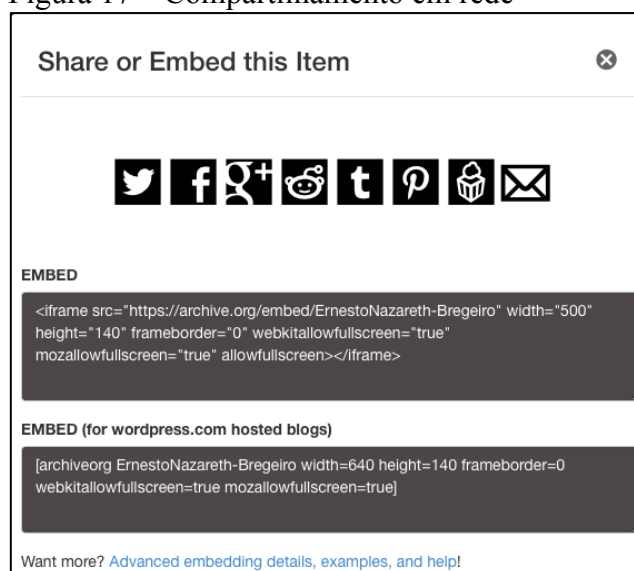 Figura 17 – Compartilhamento em rede
Share or Embed this Item
EMBED
<iframe src="https://archive.org/embed/ErnestoNazareth-Bregeiro" width="500"
height="140" frameborder="0" webkitallowfullscreen="true"
mozallowfullscreen="true" allowfullscreen></iframe>
EMBED (for wordpress.com hosted blogs)
[archiveorg ErnestoNazareth-Bregeiro width=640 height=140 frameborder=0
webkitallowfullscreen=true mozallowfullscreen=true]
Want more? Advanced embedding details, examples, and help!